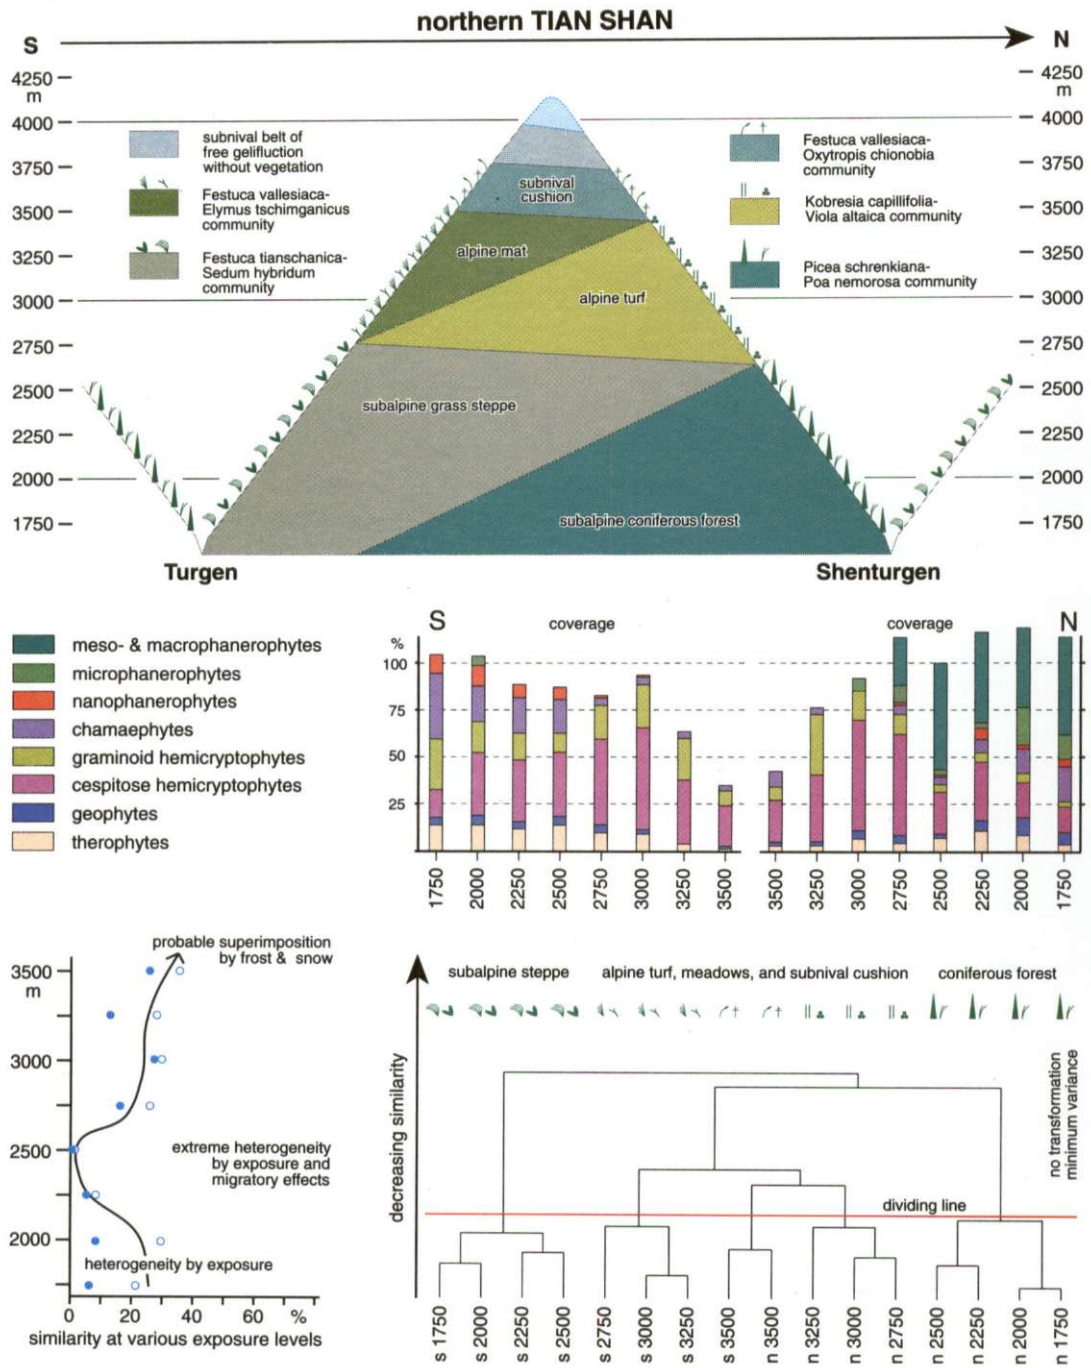 northern TIAN SHAN
S
N
4250
m
4000
3750
3500
3250
3000
2750
2500
2250
2000
1750
4250
m
4000
3750
3500
3250
3000
2750
2500
2250
2000
1750
subnival belt of
free gelifluction
without vegetation
Festuca vallesiaca-
Elymus tschimganicus
community
Festuca tianschanica-
Sedum hybridum
community
Festuca vallesiaca-
Oxytropis chionobia
community
Kobresia capillifolia-
Viola altaica community
Picea schrenkiana-
Poa nemorosa community
subnival
cushion
alpine mat
alpine turf
subalpine grass steppe
subalpine coniferous forest
Turgen
Shenturgen
meso- & macrophanerophytes
microphanerophytes
nanophanerophytes
chamaephytes
graminoid hemicryptophytes
cespitose hemicryptophytes
geophytes
therophytes
S
coverage
coverage
N
%
100
75
50
25
1750
2000
2250
2500
2750
3000
3250
3500
3500
3250
3000
2750
2500
2250
2000
1750
probable superimposition
by frost & snow
3500
m
3000
2500
2000
extreme heterogeneity
by exposure and
migratory effects
heterogeneity by exposure
0 20 40 60 %
similarity at various exposure levels
subalpine steppe
alpine turf, meadows, and subnival cushion
coniferous forest
decreasing similarity
no transformation
minimum variance
dividing line
s 1750
s 2000
s 2250
s 2500
s 2750
s 3000
s 3250
s 3500
n 3500
n 3250
n 3000
n 2750
n 2500
n 2250
n 2000
n 1750